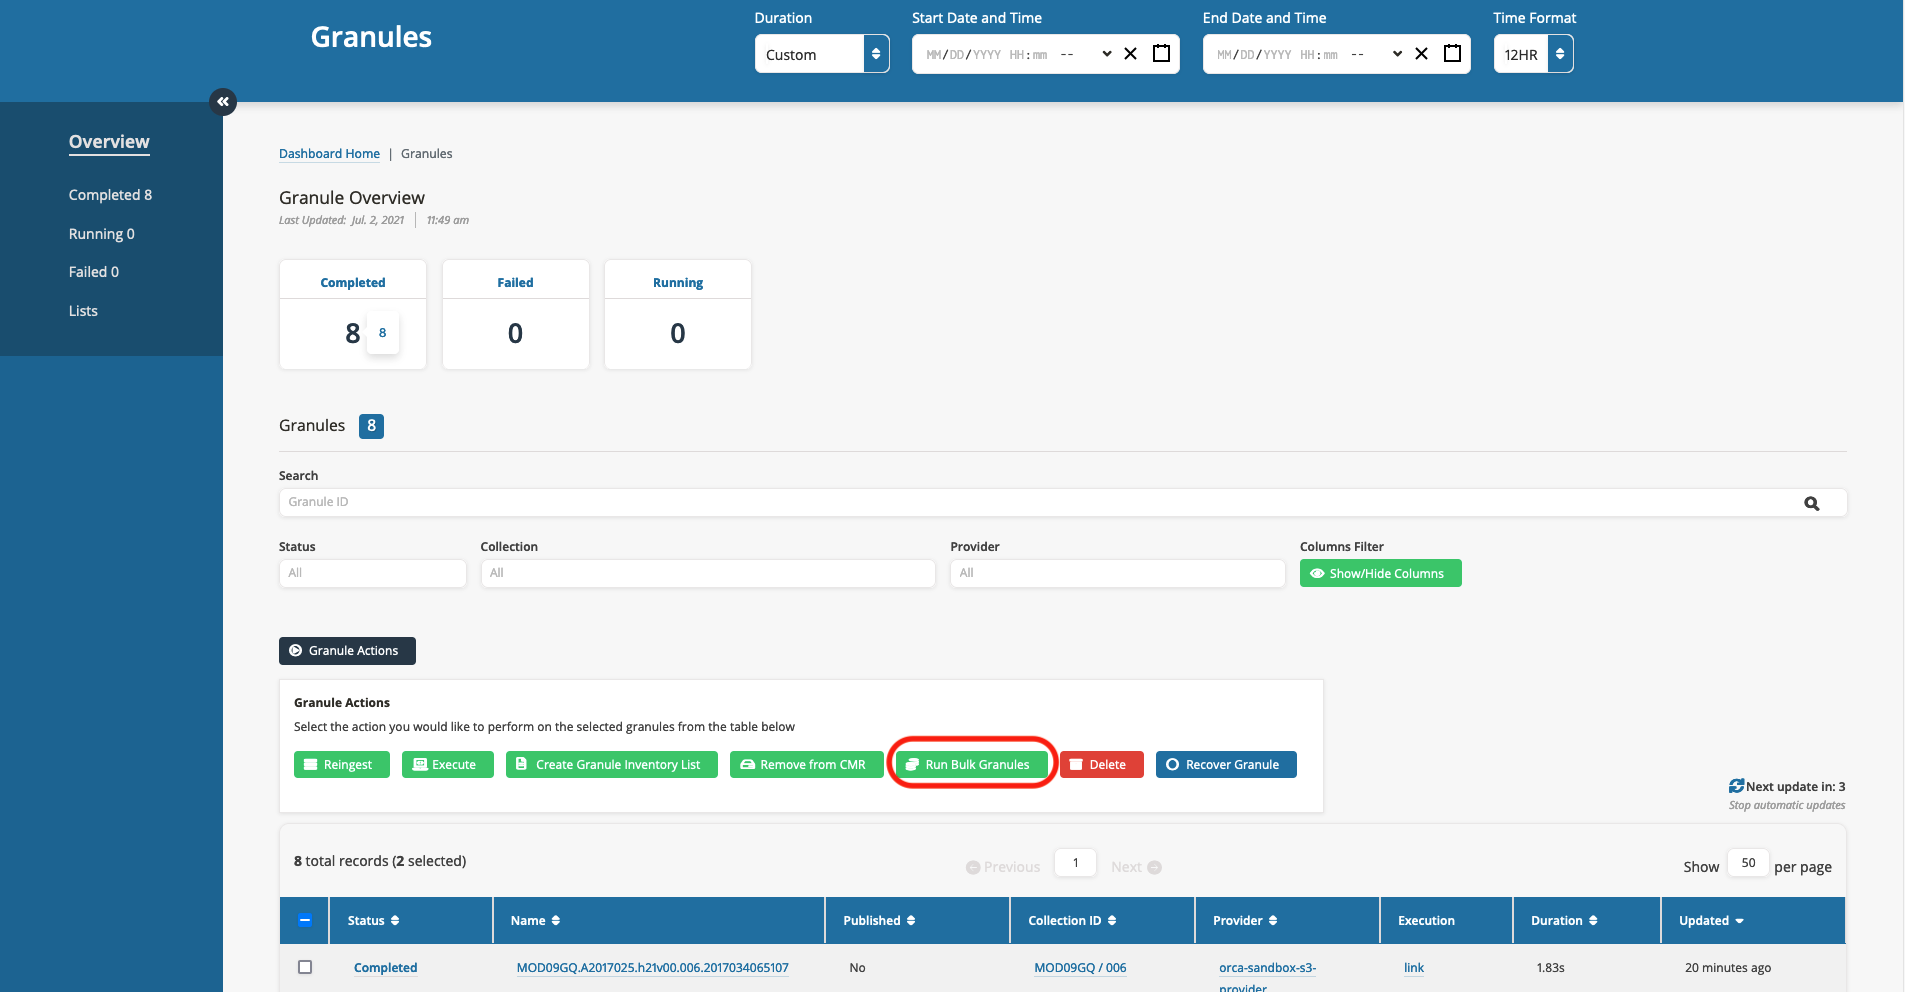 Granules
Duration
Start Date and Time
End Date and Time
Time Format
Custom
MM/DD/YYYY HH:mm --
MM/DD/YYYY HH:mm --
12HR
Overview
Completed 8
Running 0
Failed 0
Lists
Dashboard Home | Granules
Granule Overview
Last Updated: Jul. 2, 2021 | 11:49 am
Completed
Failed
Running
8
8
0
0
Granules 8
Search
Granule ID
Status
Collection
Provider
Columns Filter
All
All
All
Show/Hide Columns
Granule Actions
Granule Actions
Select the action you would like to perform on the selected granules from the table below
Reingest
Execute
Create Granule Inventory List
Remove from CMR
Run Bulk Granules
Delete
Recover Granule
Next update in: 3
Stop automatic updates
8 total records (2 selected)
Previous
1
Next
Show 50 per page
Status
Name
Published
Collection ID
Provider
Execution
Duration
Updated
Completed
MOD09GQ.A2017025.h21v00.006.2017034065107
No
MOD09GQ / 006
orca-sandbox-s3-
provider
link
1.83s
20 minutes ago